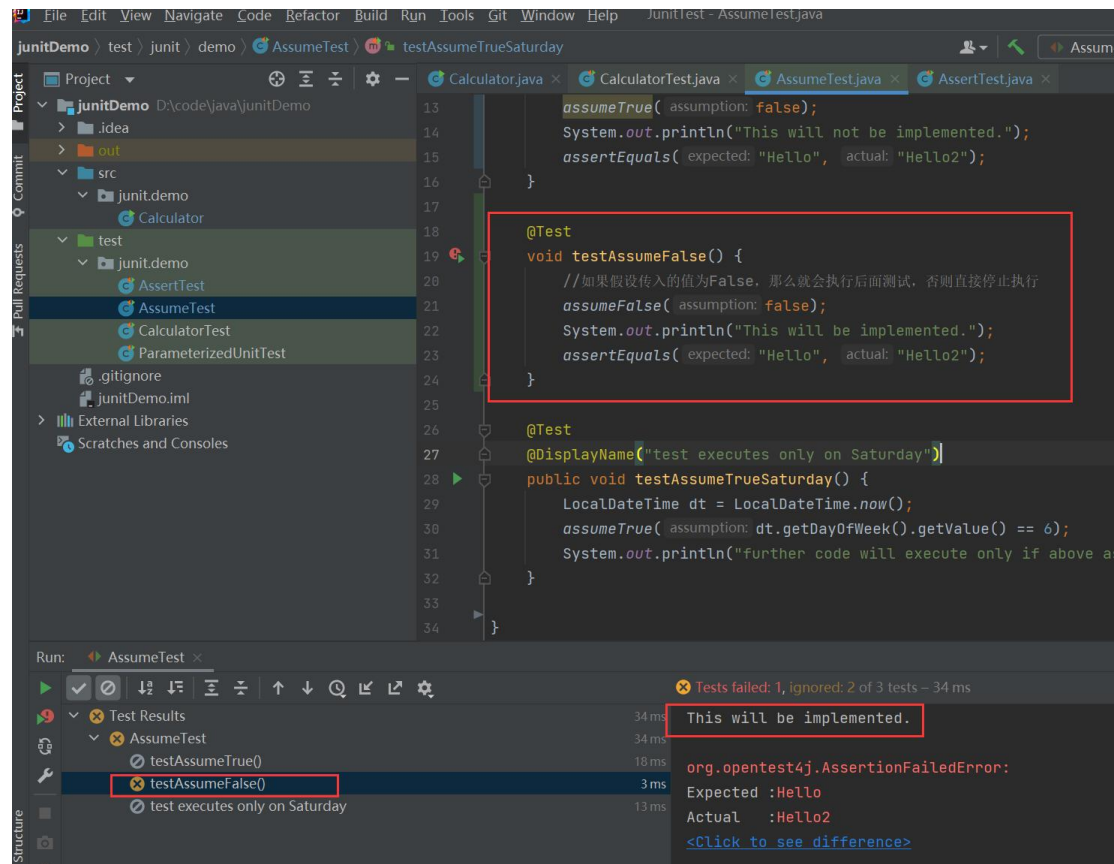 File Edit View Navigate Code Refactor Build Run Tools Git Window Help JunitTest - AssumeTest.java
junitDemo test junit demo AssumeTest testAssumeTrueSaturday Assum
Project
Calculator.java CalculatorTest.java AssumeTest.java AssertTest.java
Project
Commit
Pull Requests
Structure
junitDemo D:\code\java\junitDemo
.idea
out
src
junit.demo
Calculator
test
junit.demo
AssertTest
AssumeTest
CalculatorTest
ParameterizedUnitTest
.gitignore
junitDemo.iml
External Libraries
Scratches and Consoles
13 assumeTrue( assumption: false);
14 System.out.println("This will not be implemented.");
15 assertEquals( expected: "Hello", actual: "Hello2");
16 }
17
18 @Test
19 void testAssumeFalse() {
20 //如果假设传入的值为False，那么就会执行后面测试，否则直接停止执行
21 assumeFalse( assumption: false);
22 System.out.println("This will be implemented.");
23 assertEquals( expected: "Hello", actual: "Hello2");
24 }
25
26 @Test
27 @DisplayName("test executes only on Saturday")
28 public void testAssumeTrueSaturday() {
29 LocalDateTime dt = LocalDateTime.now();
30 assumeTrue( assumption: dt.getDayOfWeek().getValue() == 6);
31 System.out.println("further code will execute only if above a
32 }
33
34 }
Run: AssumeTest
Tests failed: 1, ignored: 2 of 3 tests – 34 ms
Test Results 34 ms
AssumeTest 34 ms
testAssumeTrue() 18 ms
testAssumeFalse() 3 ms
test executes only on Saturday 13 ms
This will be implemented.
org.opentest4j.AssertionFailedError:
Expected :Hello
Actual :Hello2
<Click to see difference>